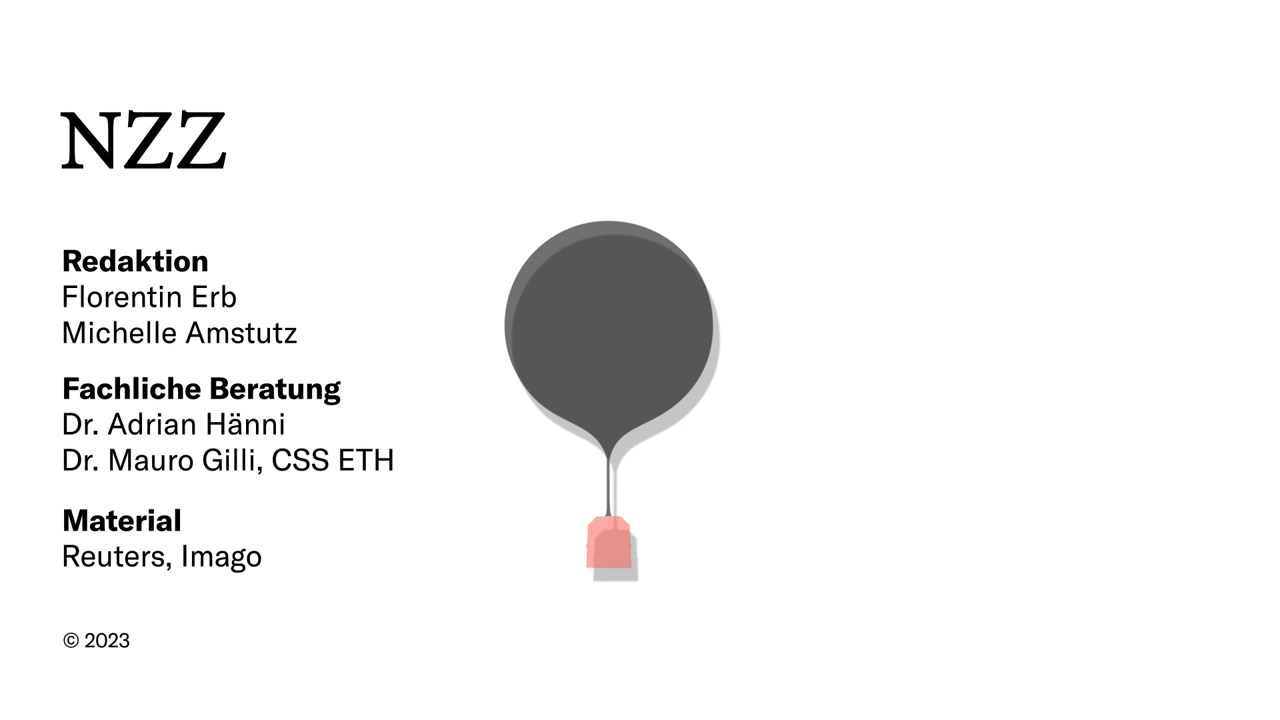 NZZ
Redaktion
Florentin Erb
Michelle Amstutz
Fachliche Beratung
Dr. Adrian Hänni
Dr. Mauro Gilli, CSS ETH
Material
Reuters, Imago
© 2023